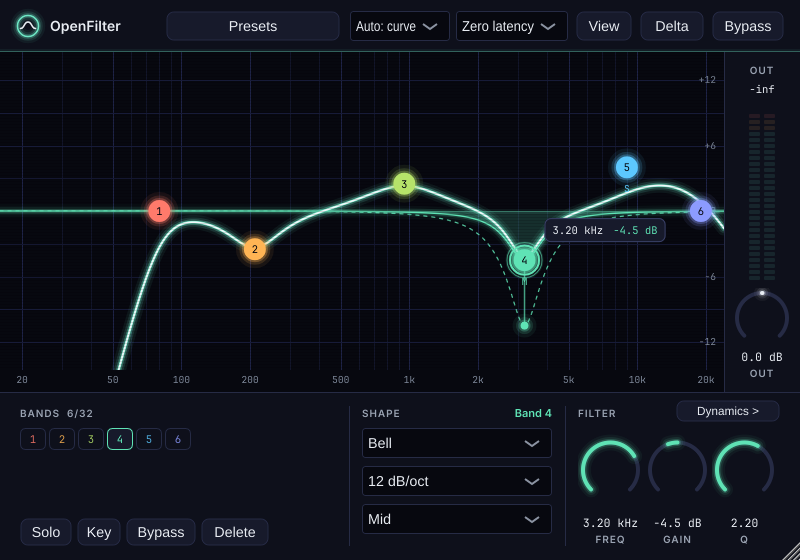 OpenFilter
Presets
Auto: curve
Zero latency
View
Delta
Bypass
OUT
-inf
+12
+6
-6
-12
1
2
3
4
M
5
S
6
3.20 kHz -4.5 dB
20 50 100 200 500 1k 2k 5k 10k 20k
0.0 dB
OUT
BANDS 6/32
1 2 3 4 5 6
Solo
Key
Bypass
Delete
SHAPE
Band 4
Bell
12 dB/oct
Mid
FILTER
Dynamics >
3.20 kHz -4.5 dB 2.20
FREQ GAIN Q